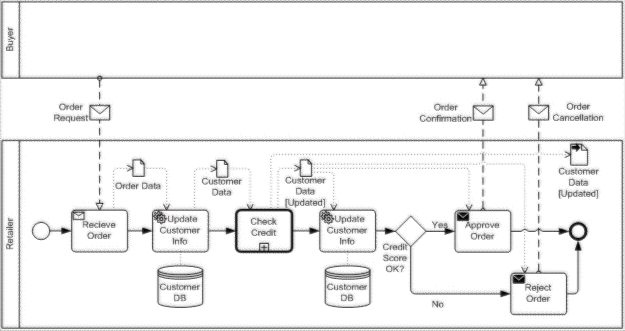 Buyer
Order
Request
Order
Confirmation
Order
Cancellation
Retailer
Order Data
Customer
Data
Customer
Data
[Updated]
Customer
Data
[Updated]
Recieve
Order
Update
Customer
Info
Check
Credit
Update
Customer
Info
Credit
Score
OK?
Yes
No
Approve
Order
Reject
Order
Customer
DB
Customer
DB